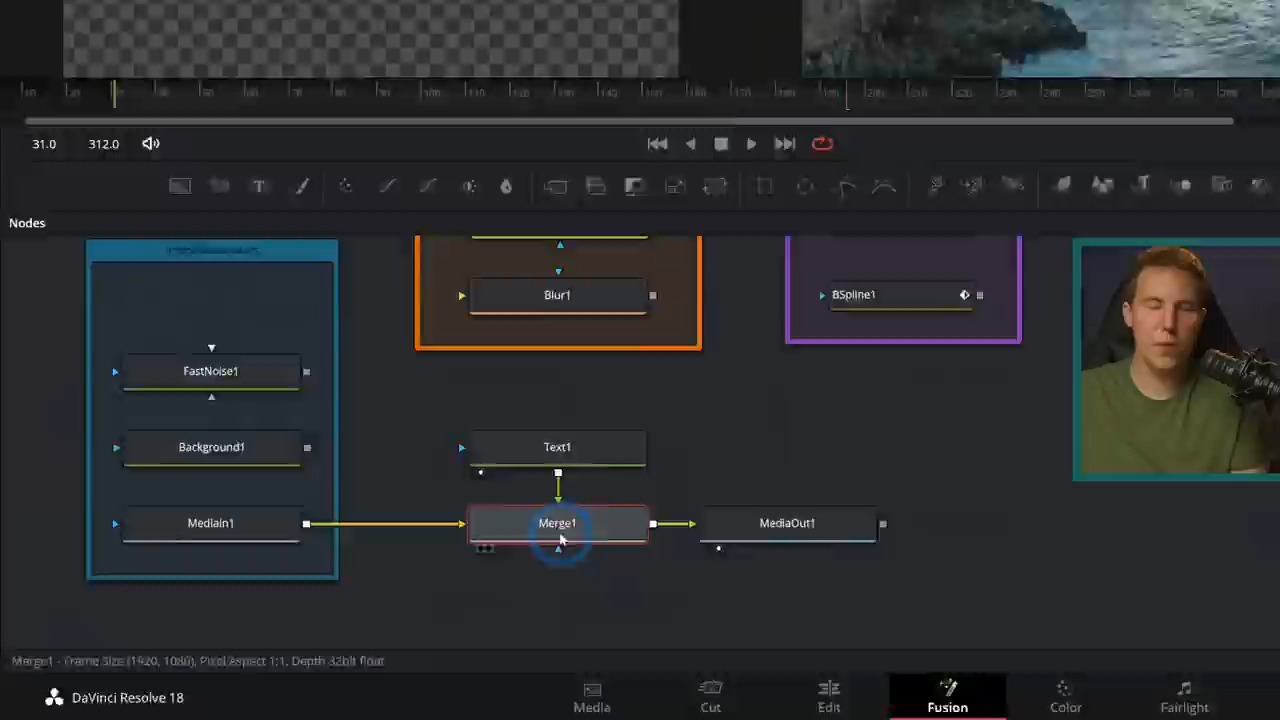 31.0 312.0
T
T
Nodes
Blur1
BSpline1
FastNoise1
Background1
Text1
MediaIn1
Merge1
MediaOut1
Merge1 - Frame Size (1920, 1080), Pixel Aspect 1:1, Depth 32bit float
DaVinci Resolve 18
Media
Cut
Edit
Fusion
Color
Fairlight